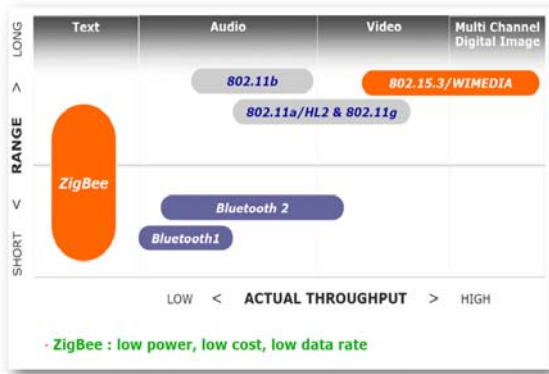 Text Audio Video Multi Channel
Digital Image
LONG
>
RANGE
<
SHORT
802.11b
802.15.3/WIMEDIA
802.11a/HL2 & 802.11g
ZigBee
Bluetooth 2
Bluetooth1
LOW < ACTUAL THROUGHPUT > HIGH
- ZigBee : low power, low cost, low data rate